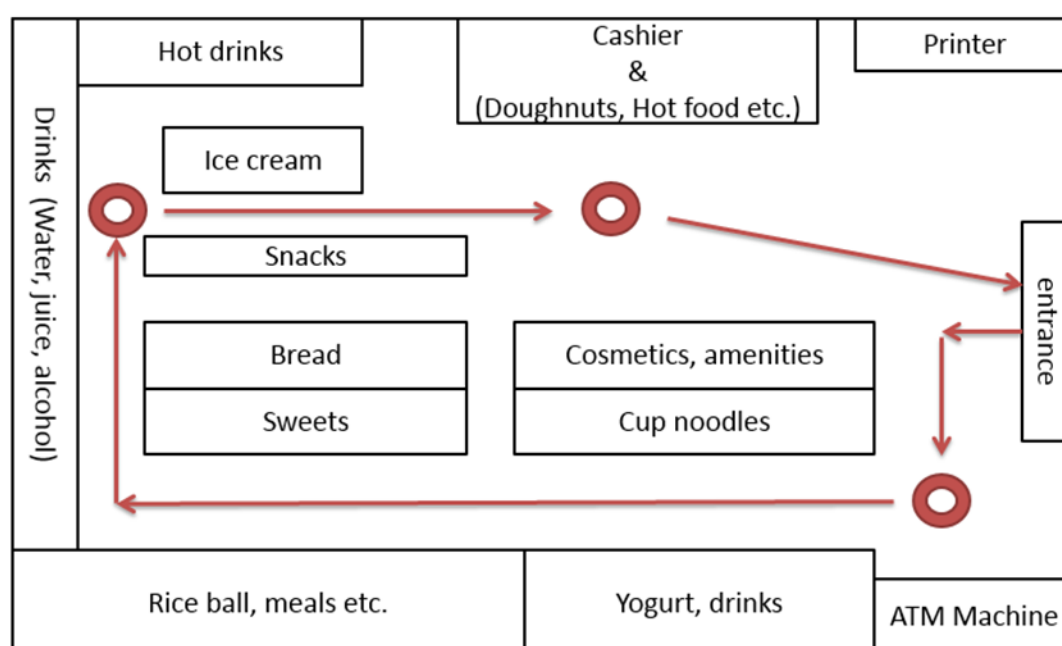 Hot drinks
Cashier
&
(Doughnuts, Hot food etc.)
Printer
Drinks (Water, juice, alcohol)
Ice cream
Snacks
entrance
Bread
Cosmetics, amenities
Sweets
Cup noodles
Rice ball, meals etc.
Yogurt, drinks
ATM Machine